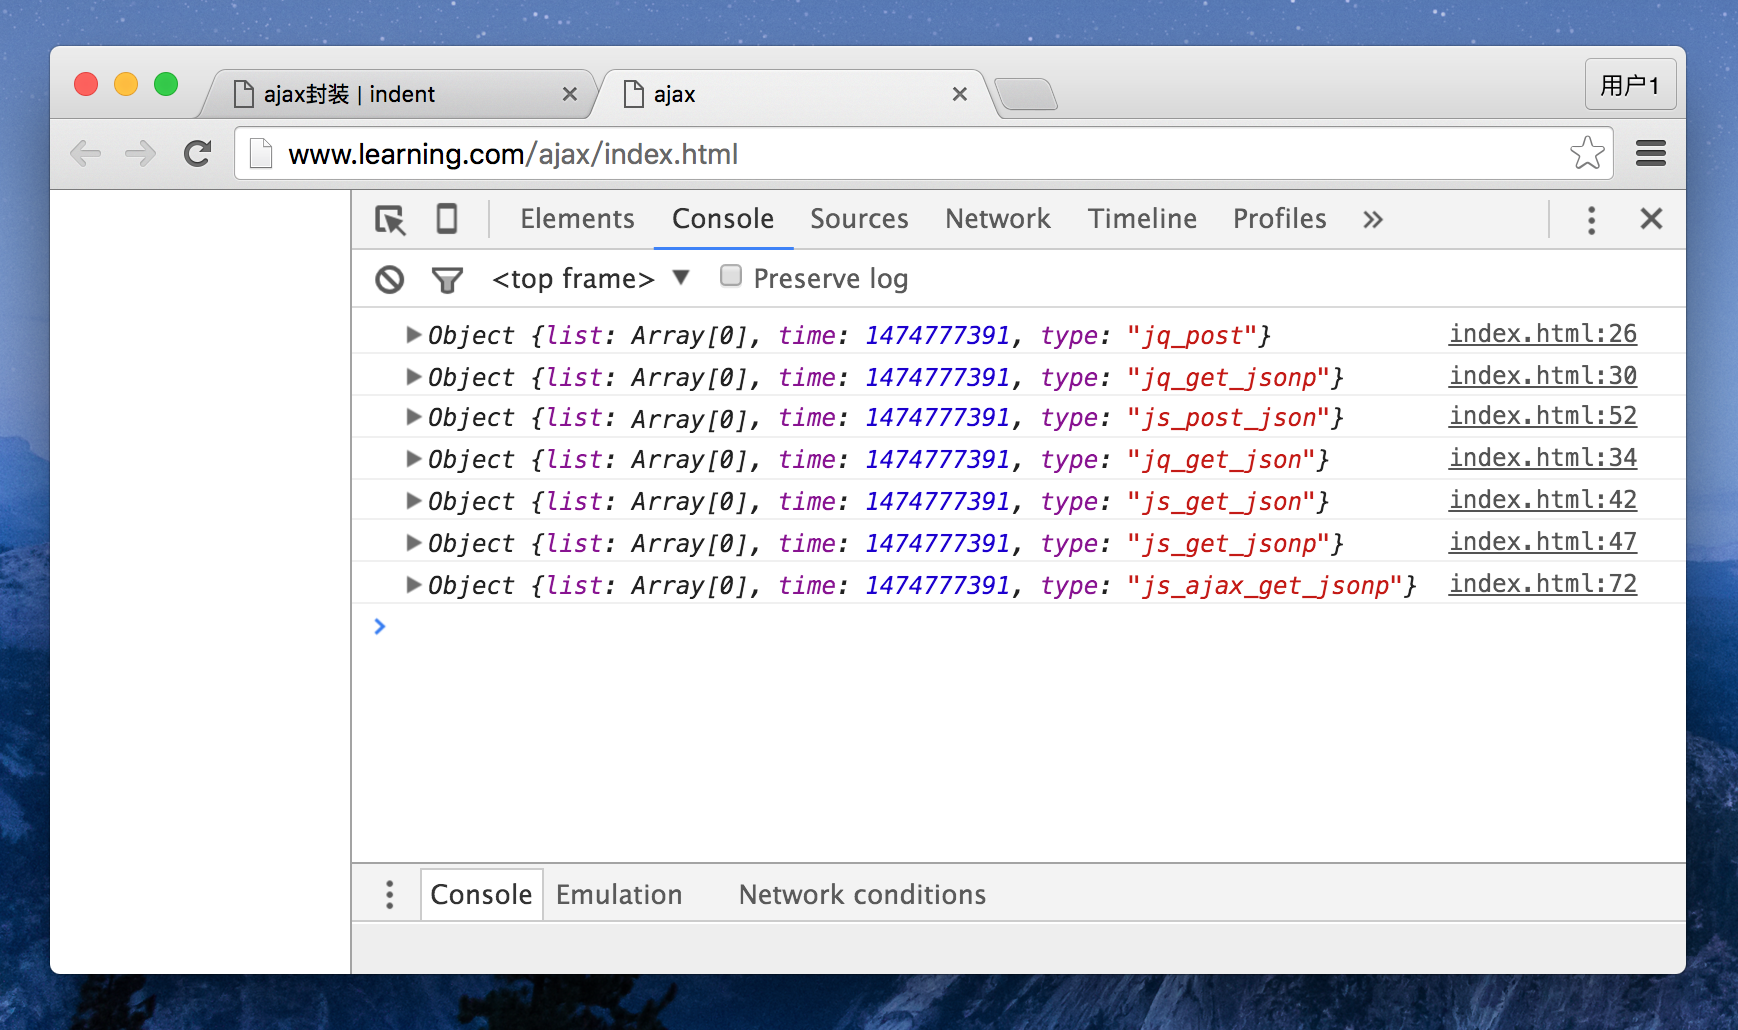 ajax封装 | indent
ajax
用户1
www.learning.com/ajax/index.html
Elements Console Sources Network Timeline Profiles »
<top frame> ▼ Preserve log
Object {list: Array[0], time: 1474777391, type: "jq_post"} index.html:26
Object {list: Array[0], time: 1474777391, type: "jq_get_jsonp"} index.html:30
Object {list: Array[0], time: 1474777391, type: "js_post_json"} index.html:52
Object {list: Array[0], time: 1474777391, type: "jq_get_json"} index.html:34
Object {list: Array[0], time: 1474777391, type: "js_get_json"} index.html:42
Object {list: Array[0], time: 1474777391, type: "js_get_jsonp"} index.html:47
Object {list: Array[0], time: 1474777391, type: "js_ajax_get_jsonp"} index.html:72
Console Emulation Network conditions